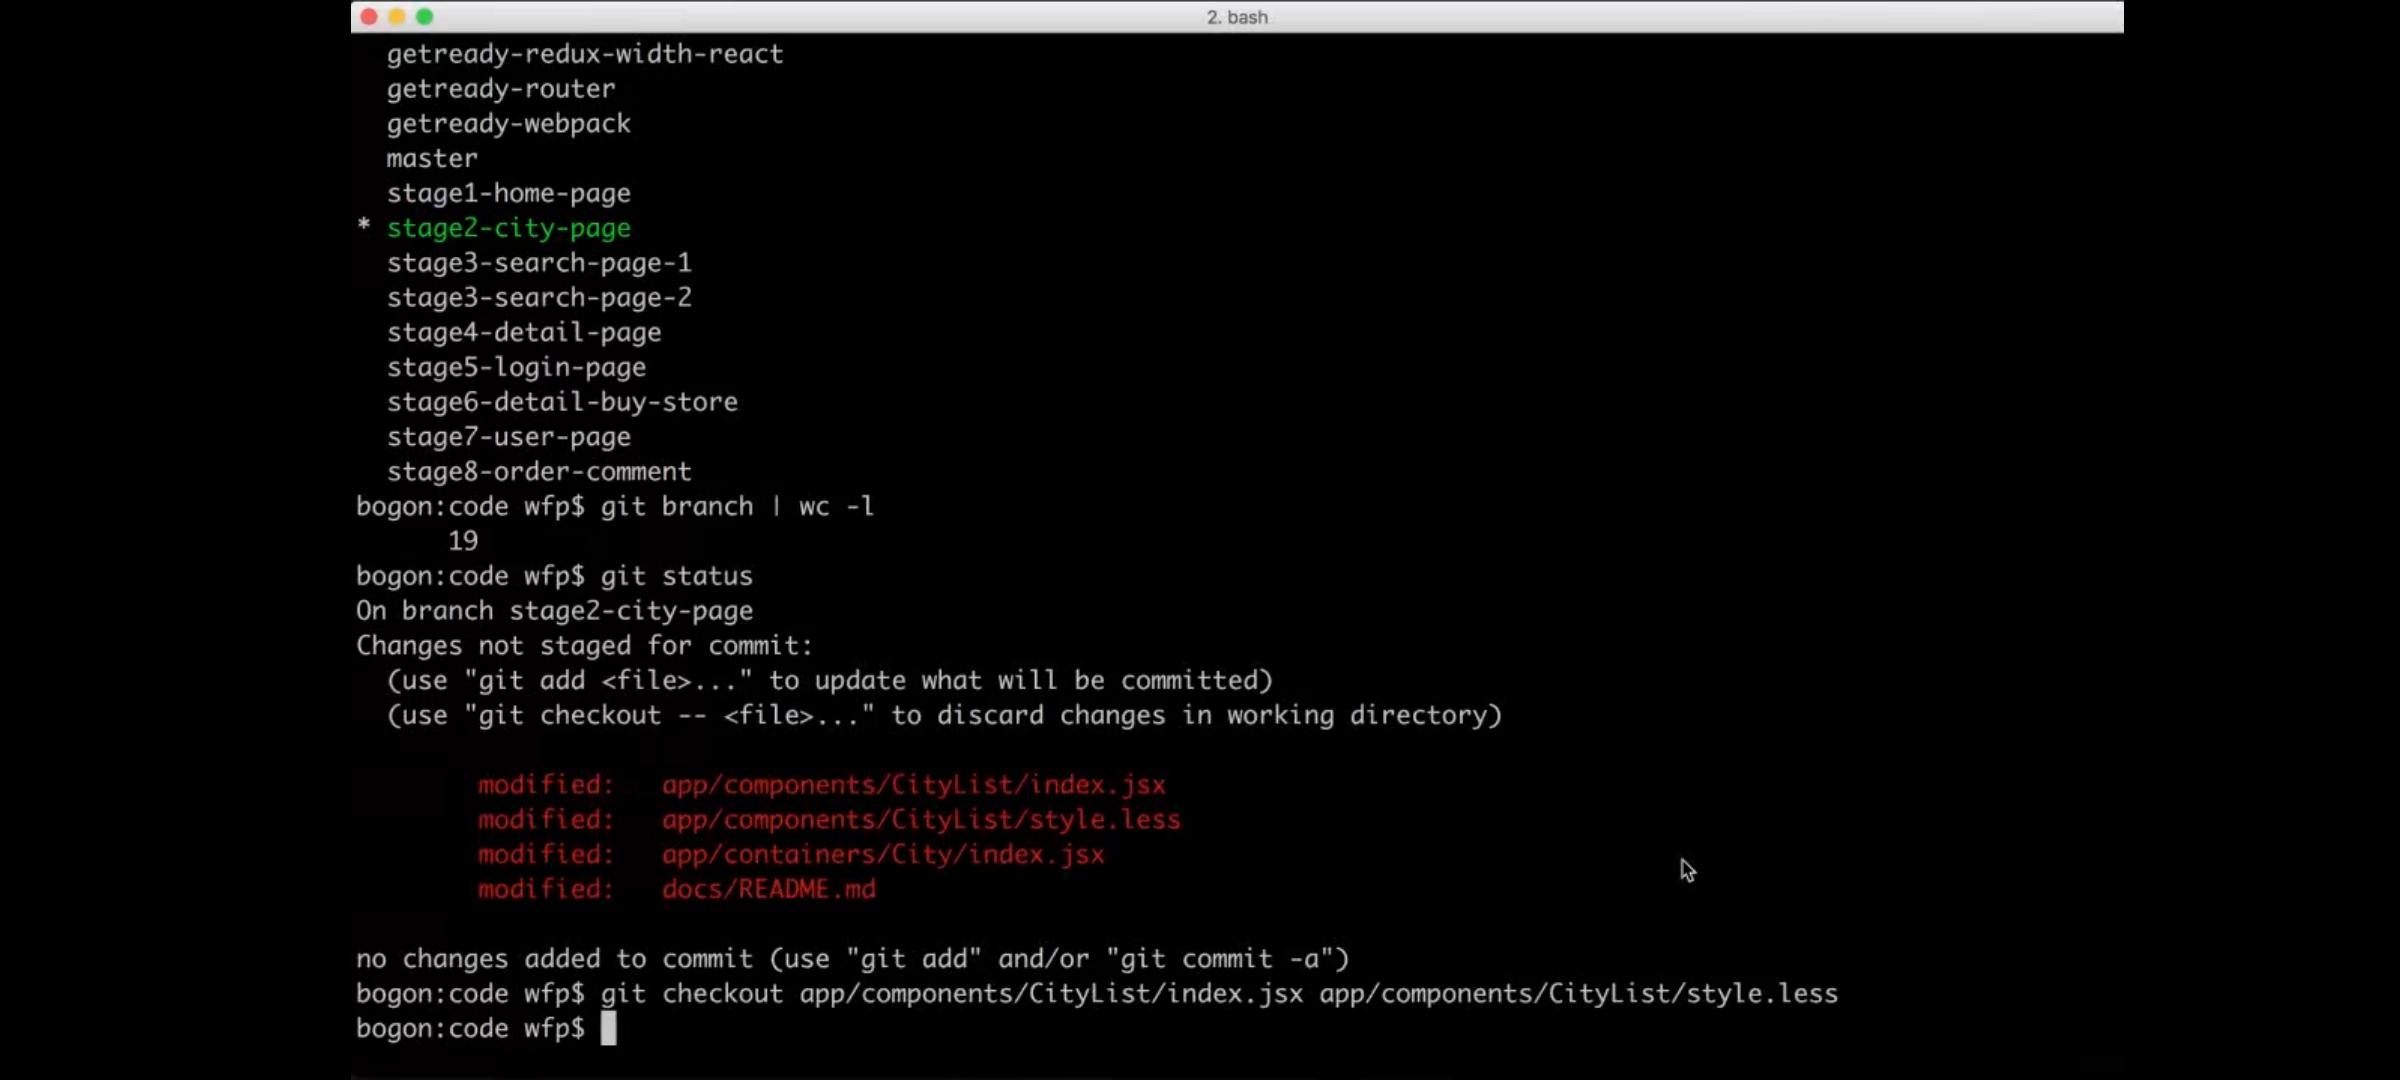 2. bash
getready-redux-width-react
getready-router
getready-webpack
master
stage1-home-page
* stage2-city-page
stage3-search-page-1
stage3-search-page-2
stage4-detail-page
stage5-login-page
stage6-detail-buy-store
stage7-user-page
stage8-order-comment
bogon:code wfp$ git branch | wc -l
19
bogon:code wfp$ git status
On branch stage2-city-page
Changes not staged for commit:
(use "git add <file>..." to update what will be committed)
(use "git checkout -- <file>..." to discard changes in working directory)
modified: app/components/CityList/index.jsx
modified: app/components/CityList/style.less
modified: app/containers/City/index.jsx
modified: docs/README.md
no changes added to commit (use "git add" and/or "git commit -a")
bogon:code wfp$ git checkout app/components/CityList/index.jsx app/components/CityList/style.less
bogon:code wfp$